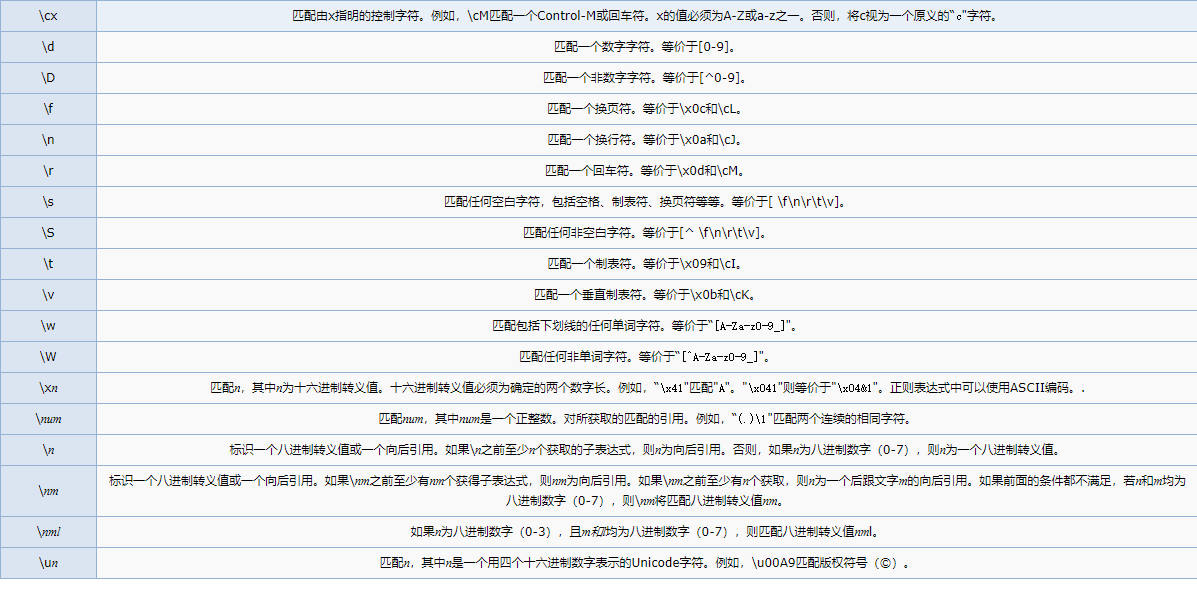 \cx 匹配由x指明的控制字符。例如，\cM匹配一个Control-M或回车符。x的值必须为A-Z或a-z之一。否则，将c视为一个原义的“c”字符。
\d 匹配一个数字字符。等价于[0-9]。
\D 匹配一个非数字字符。等价于[^0-9]。
\f 匹配一个换页符。等价于\x0c和\cL。
\n 匹配一个换行符。等价于\x0a和\cJ。
\r 匹配一个回车符。等价于\x0d和\cM。
\s 匹配任何空白字符，包括空格、制表符、换页符等等。等价于[ \f\n\r\t\v]。
\S 匹配任何非空白字符。等价于[^ \f\n\r\t\v]。
\t 匹配一个制表符。等价于\x09和\cI。
\v 匹配一个垂直制表符。等价于\x0b和\cK。
\w 匹配包括下划线的任何单词字符。等价于“[A-Za-z0-9_]”。
\W 匹配任何非单词字符。等价于“[^A-Za-z0-9_]”。
\xn 匹配n，其中n为十六进制转义值。十六进制转义值必须为确定的两个数字长。例如，“\x41”匹配“A”。“\x041”则等价于“\x04&1”。正则表达式中可以使用ASCII编码。.
\num 匹配num，其中num是一个正整数。对所获取的匹配的引用。例如，“(.)\1”匹配两个连续的相同字符。
\n 标识一个八进制转义值或一个向后引用。如果\n之前至少n个获取的子表达式，则n为向后引用。否则，如果n为八进制数字（0-7），则n为一个八进制转义值。
\nm 标识一个八进制转义值或一个向后引用。如果\nm之前至少有nm个获得子表达式，则nm为向后引用。如果\nm之前至少有n个获取，则n为一个后跟文字m的向后引用。如果前面的条件都不满足，若n和m均为
八进制数字（0-7），则\nm将匹配八进制转义值nm。
\nml 如果n为八进制数字（0-3），且m和l均为八进制数字（0-7），则匹配八进制转义值nml。
\un 匹配n，其中n是一个用四个十六进制数字表示的Unicode字符。例如，\u00A9匹配版权符号（©）。